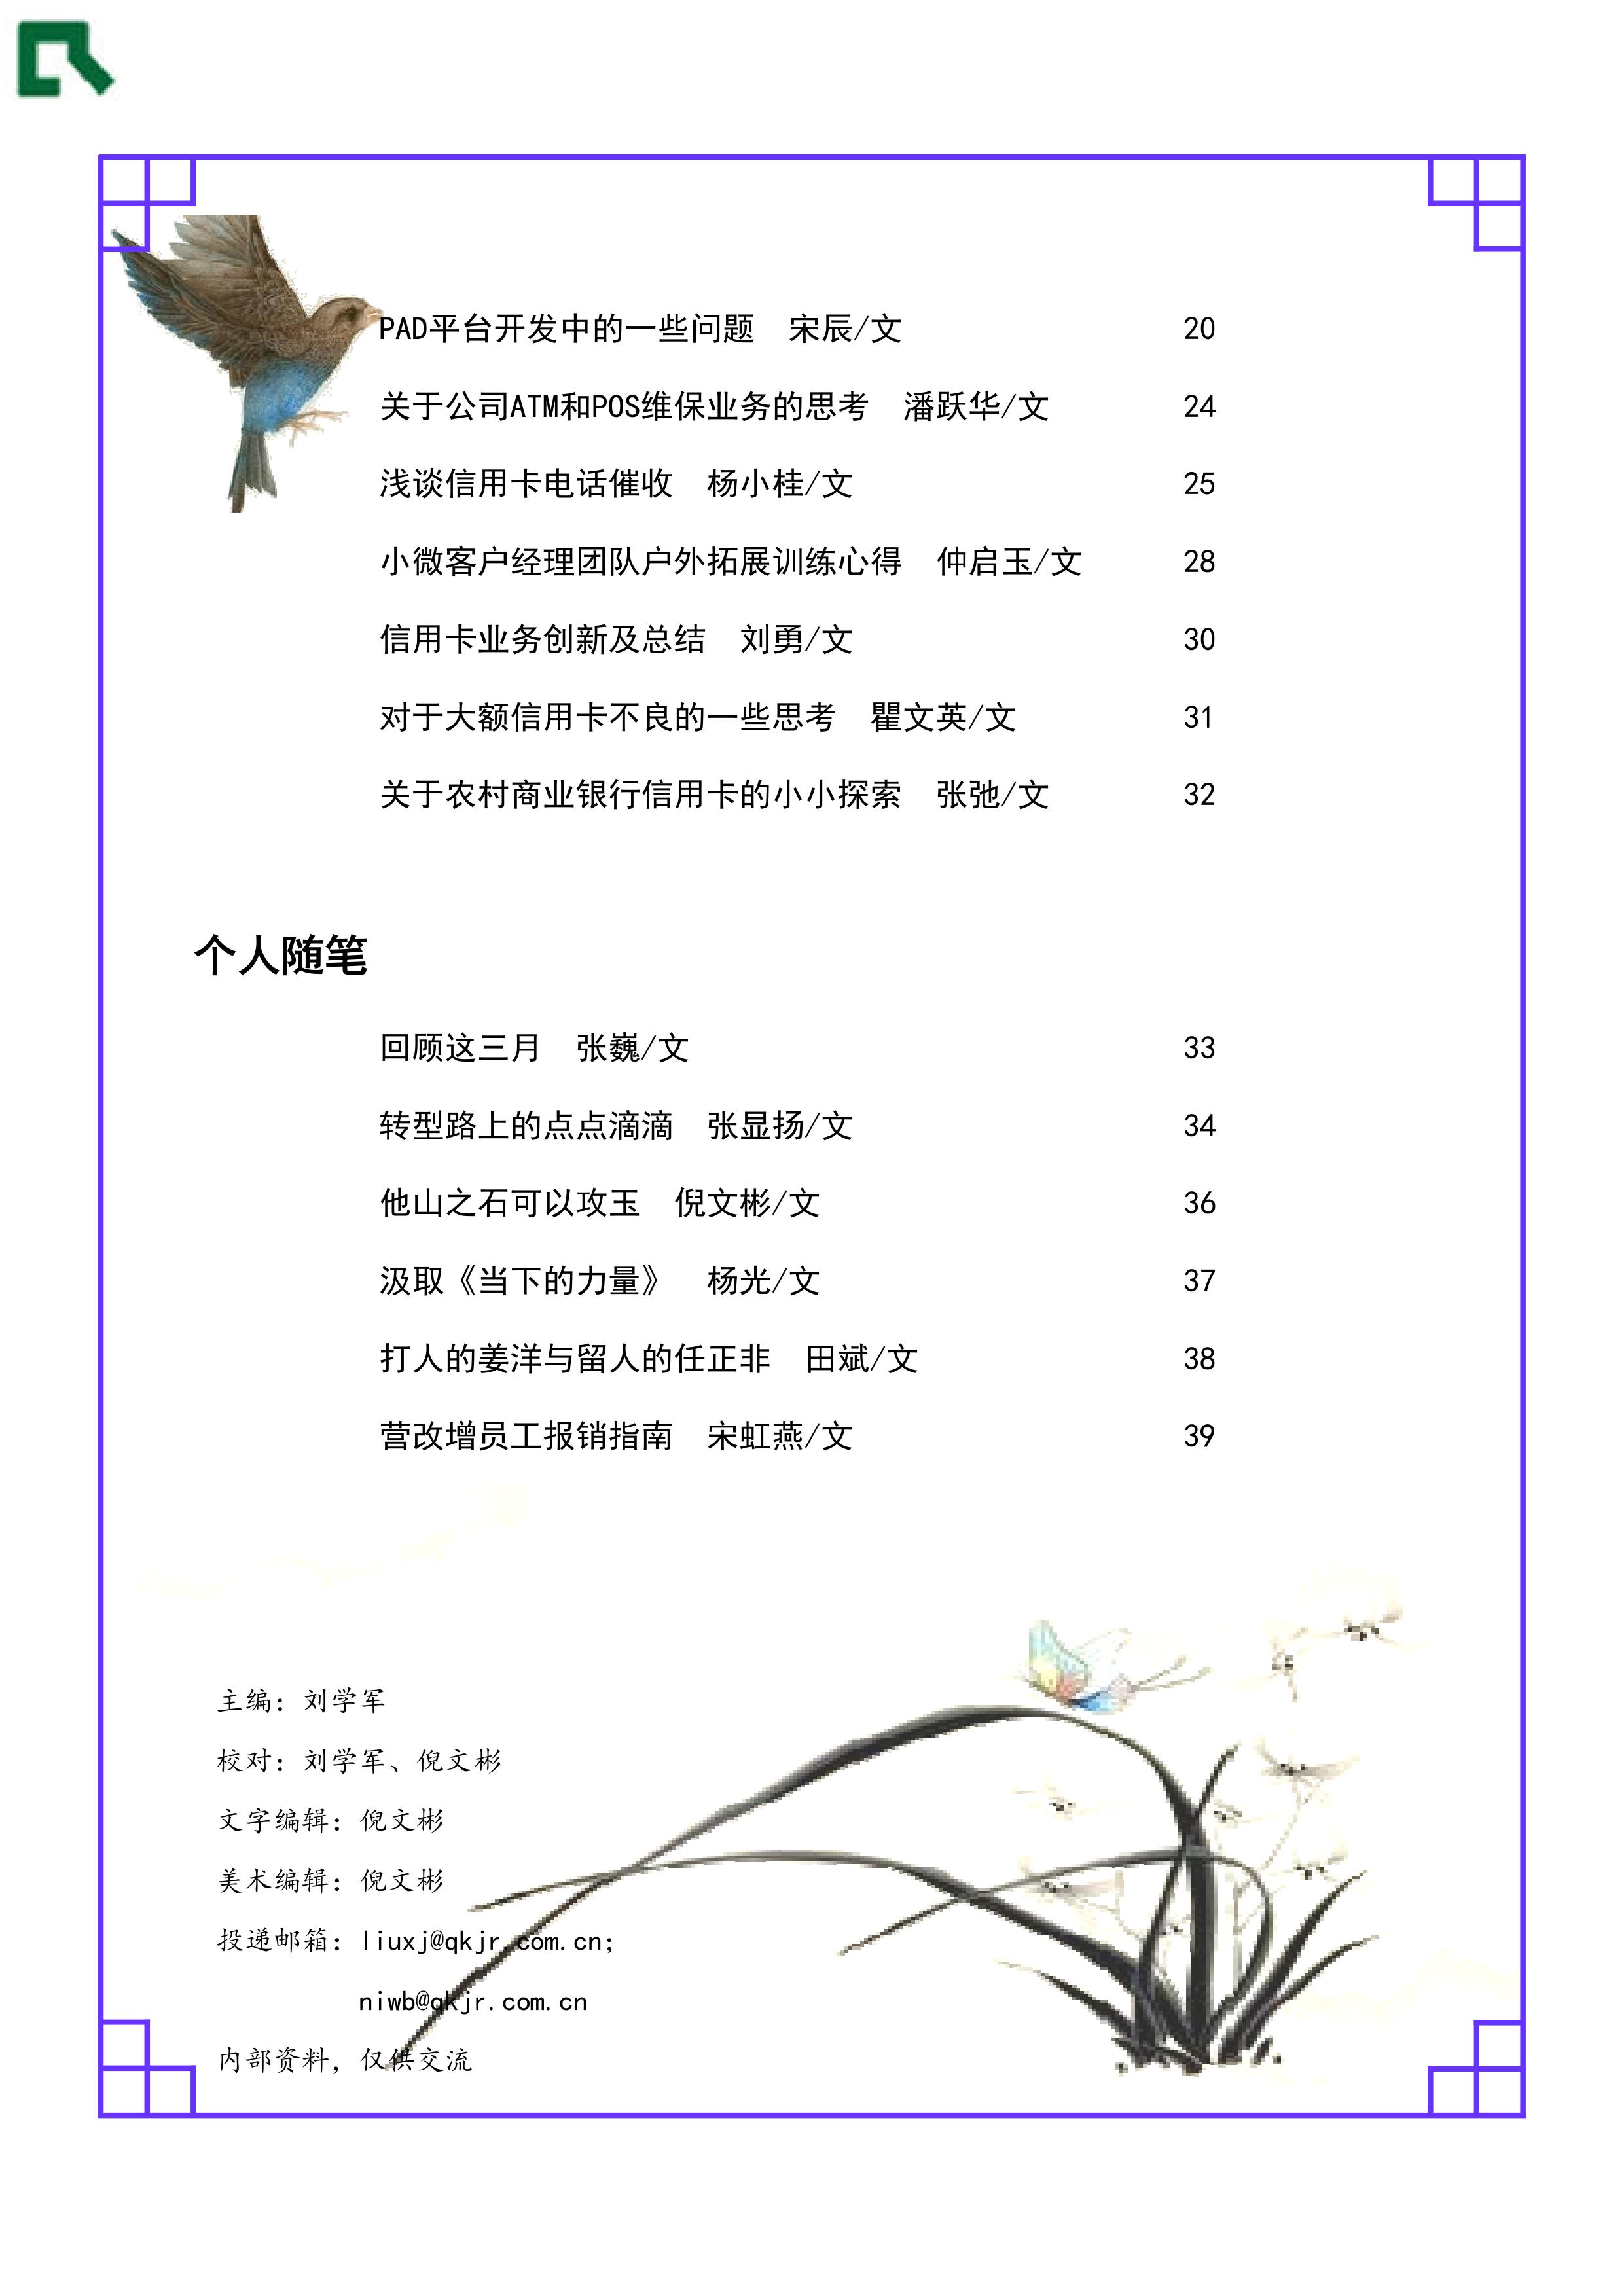 PAD平台开发中的一些问题　宋辰/文 20
关于公司ATM和POS维保业务的思考　潘跃华/文 24
浅谈信用卡电话催收　杨小桂/文 25
小微客户经理团队户外拓展训练心得　仲启玉/文 28
信用卡业务创新及总结　刘勇/文 30
对于大额信用卡不良的一些思考　瞿文英/文 31
关于农村商业银行信用卡的小小探索　张弛/文 32
个人随笔
回顾这三月　张巍/文 33
转型路上的点点滴滴　张显扬/文 34
他山之石可以攻玉　倪文彬/文 36
汲取《当下的力量》　杨光/文 37
打人的姜洋与留人的任正非　田斌/文 38
营改增员工报销指南　宋虹燕/文 39
主编：刘学军
校对：刘学军、倪文彬
文字编辑：倪文彬
美术编辑：倪文彬
投递邮箱：liuxj@qkjr.com.cn；
niwb@qkjr.com.cn
内部资料，仅供交流